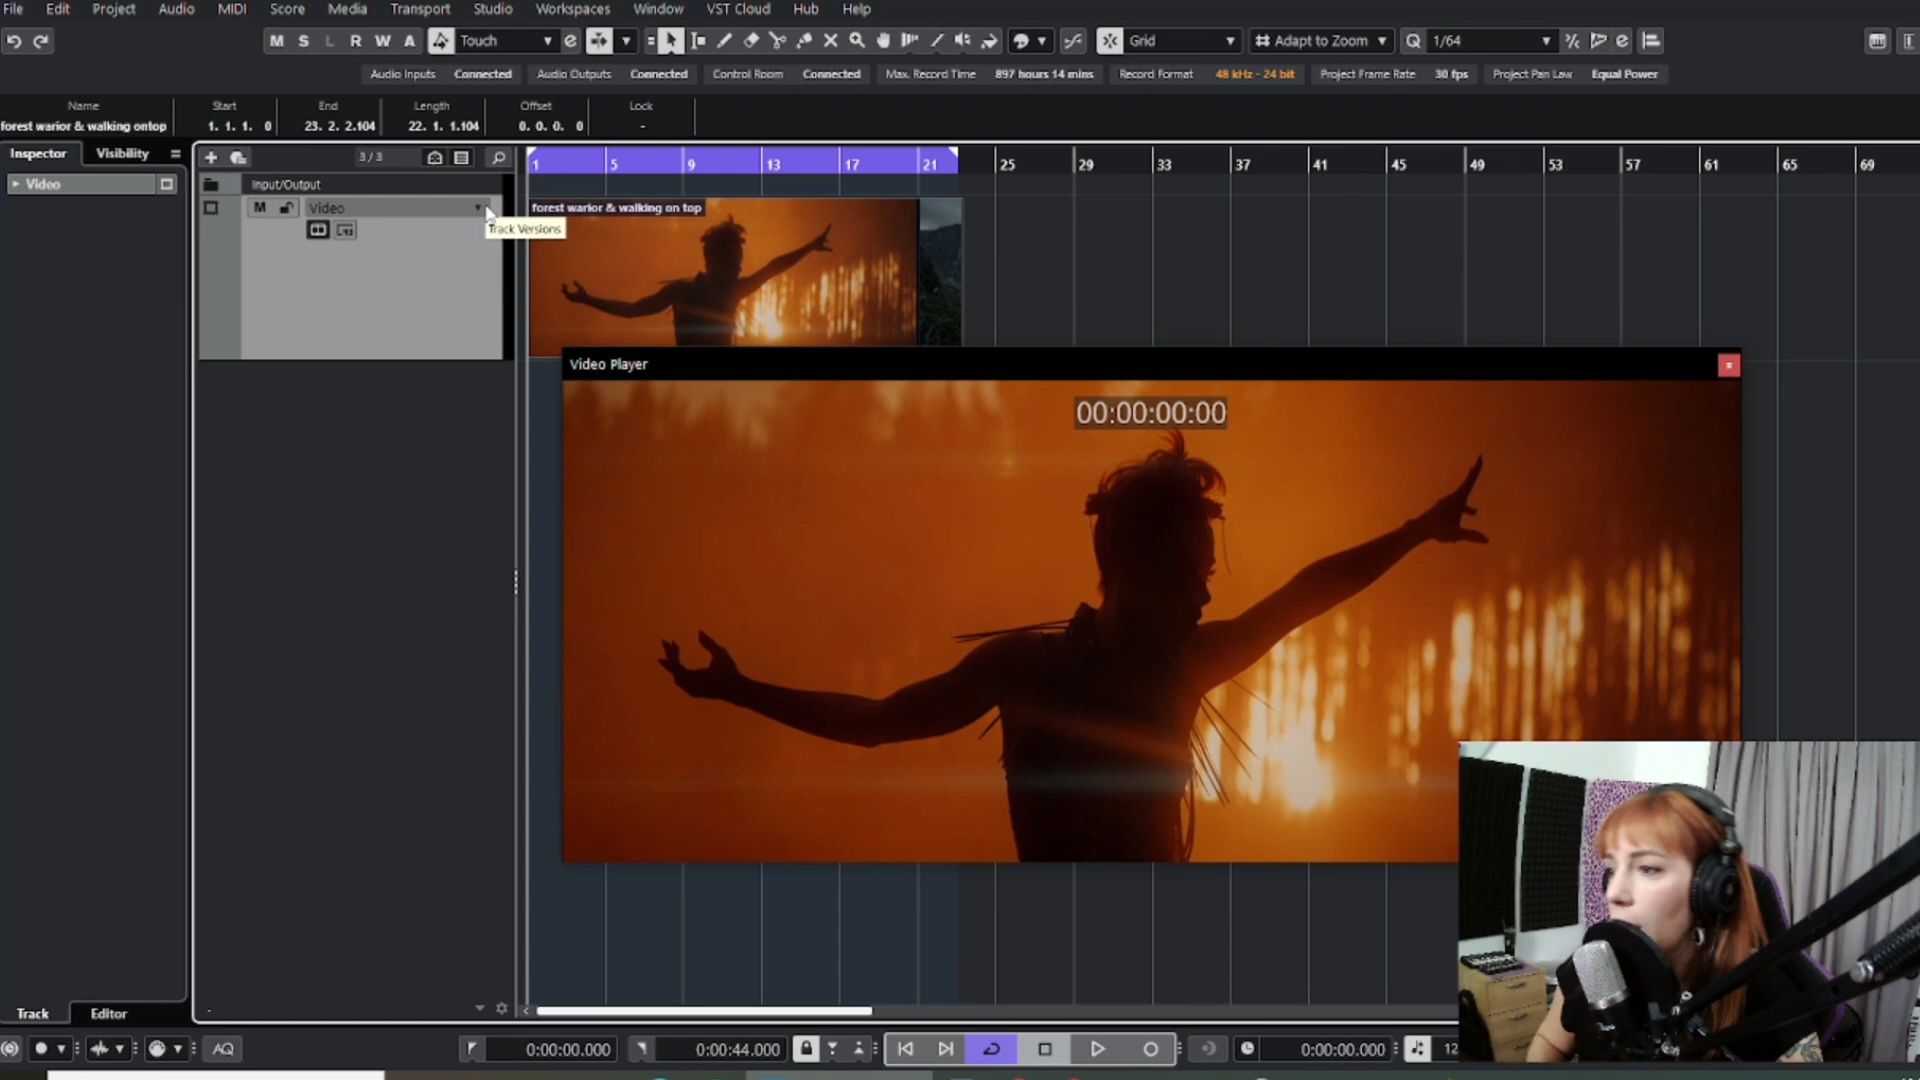 File Edit Project Audio MIDI Score Media Transport Studio Workspaces Window VST Cloud Hub Help
M S L R W A Touch Grid Adapt to Zoom Q 1/64
Audio Inputs Connected Audio Outputs Connected Control Room Connected Max. Record Time 897 hours 14 mins Record Format 48 kHz - 24 bit Project Frame Rate 30 fps Project Pan Law Equal Power
Name Start End Length Offset Lock
forest warior & walking ontop 1. 1. 1. 0 23. 2. 2.104 22. 1. 1.104 0. 0. 0. 0 -
Inspector Visibility 3/3 1 5 9 13 17 21 25 29 33 37 41 45 49 53 57 61 65 69
Video Input/Output
M Video forest warior & walking on top
Track Versions
Video Player
00:00:00:00
Track Editor
AQ 0:00:00.000 0:00:44.000 0:00:00.000 12